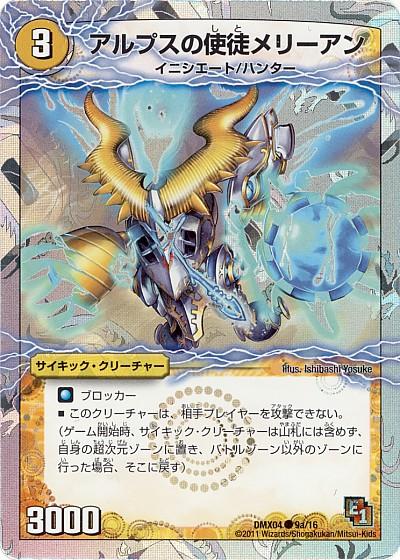 3
アルプスの使徒メリーアン
イニシエート/ハンター
サイキック・クリーチャー
illus. Ishibashi Yosuke
ブロッカー
■ このクリーチャーは、相手プレイヤーを攻撃できない。
(ゲーム開始時、サイキック・クリーチャーは山札には含めず、
自身の超次元ゾーンに置き、バトルゾーン以外のゾーンに
行った場合、そこに戻す)
3000
DMX04 ● 9a/16
©2011 Wizards/Shogakukan/Mitsui-Kids
E1